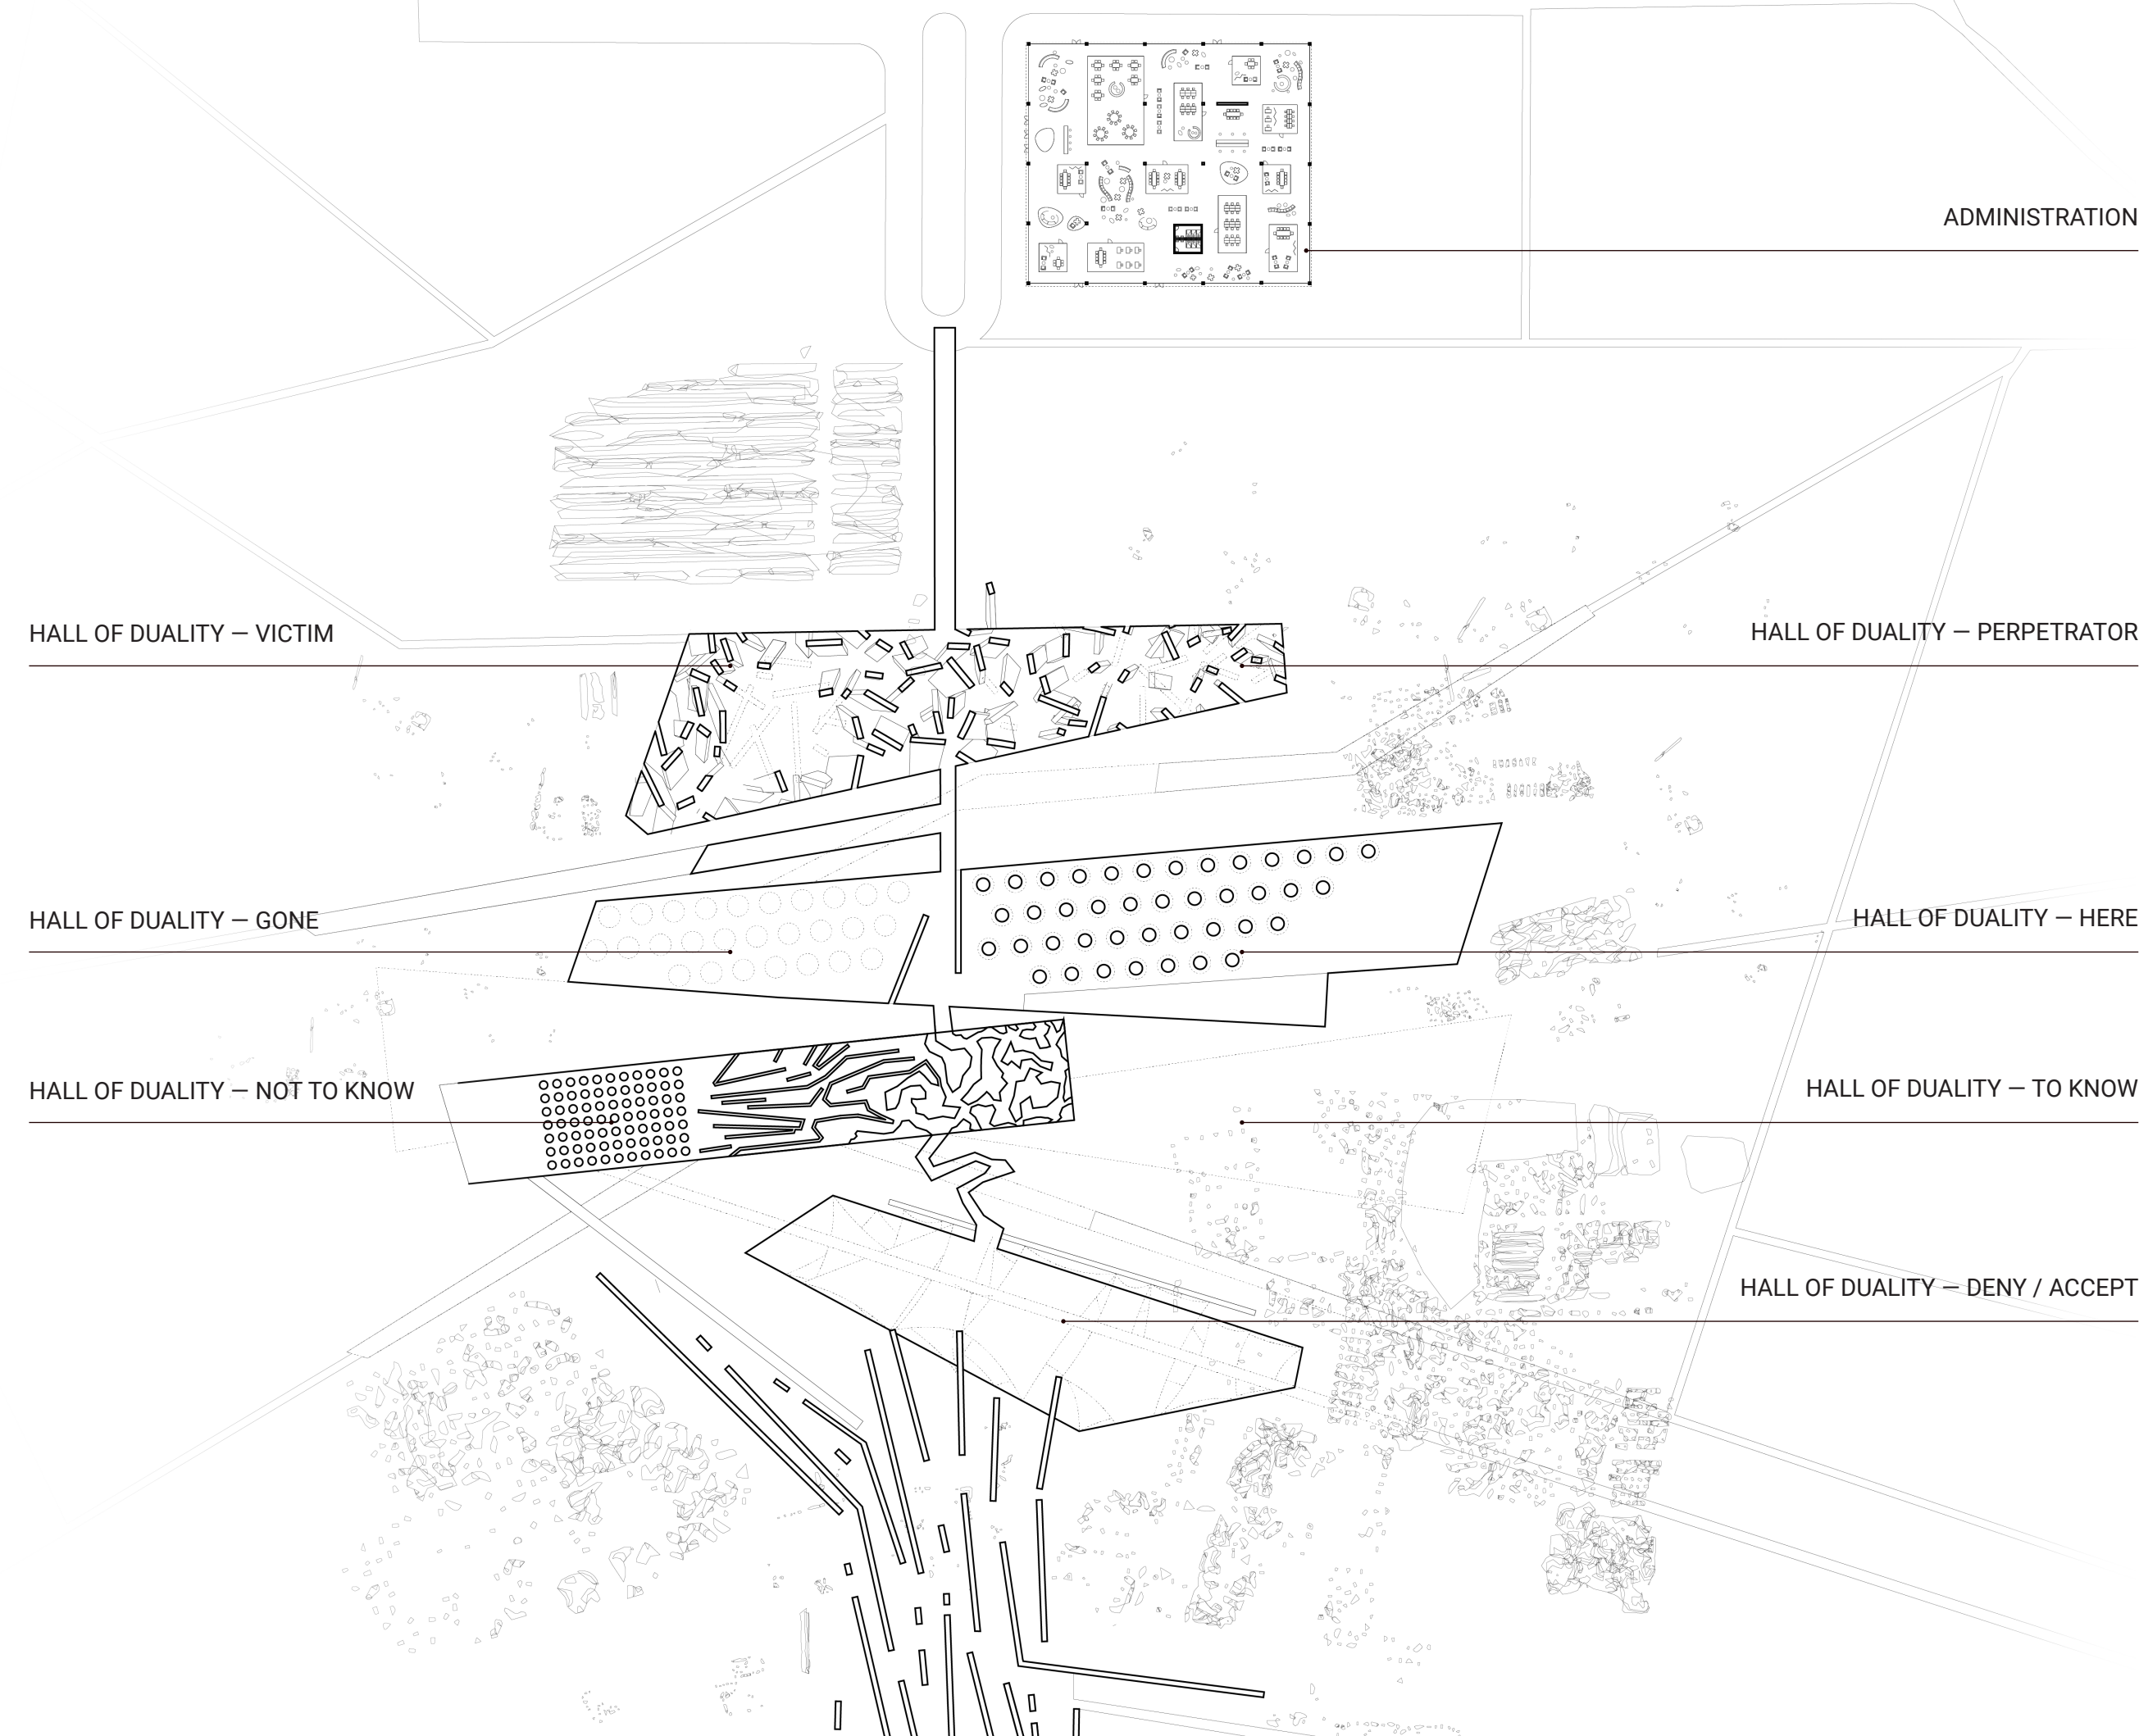 ADMINISTRATION
HALL OF DUALITY — VICTIM
HALL OF DUALITY — PERPETRATOR
HALL OF DUALITY — GONE
HALL OF DUALITY — HERE
HALL OF DUALITY — NOT TO KNOW
HALL OF DUALITY — TO KNOW
HALL OF DUALITY — DENY / ACCEPT